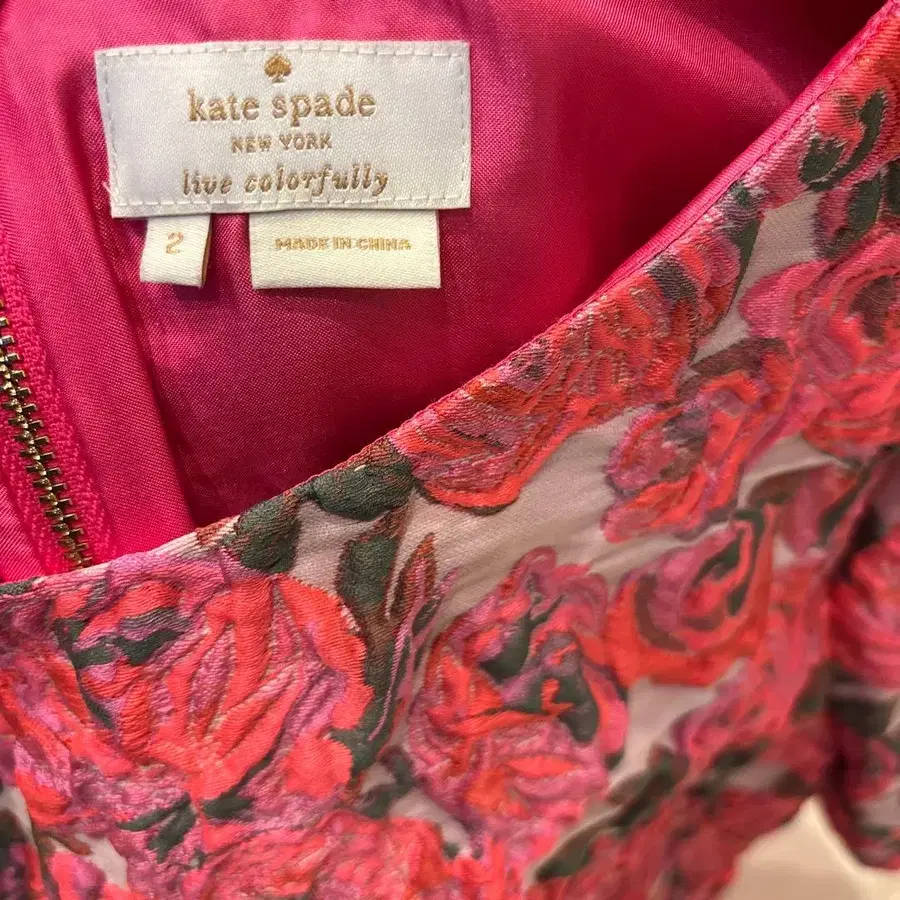 kate spade
NEW YORK
live colorfully
2
MADE IN CHINA